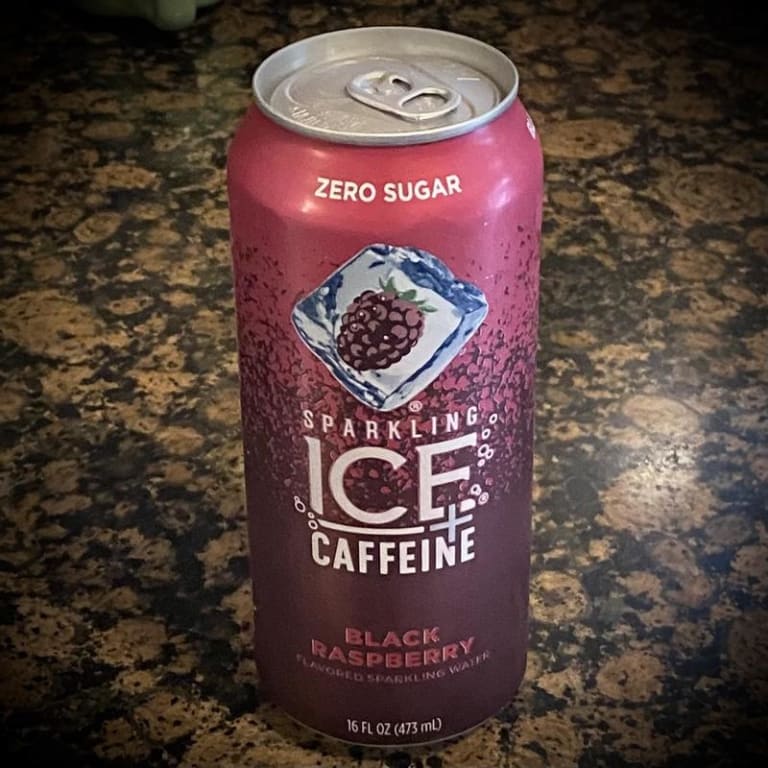 ZERO SUGAR
®
SPARKLING
ICE®
+
CAFFEINE
BLACK
RASPBERRY
FLAVORED SPARKLING WATER
16 FL OZ (473 mL)